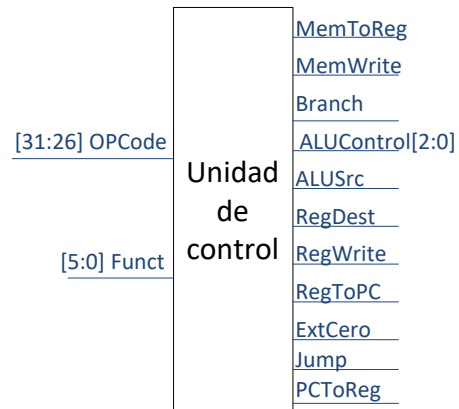 MemToReg
MemWrite
Branch
[31:26] OPCode
ALUControl[2:0]
Unidad
de
control
ALUSrc
RegDest
[5:0] Funct
RegWrite
RegToPC
ExtCero
Jump
PCToReg